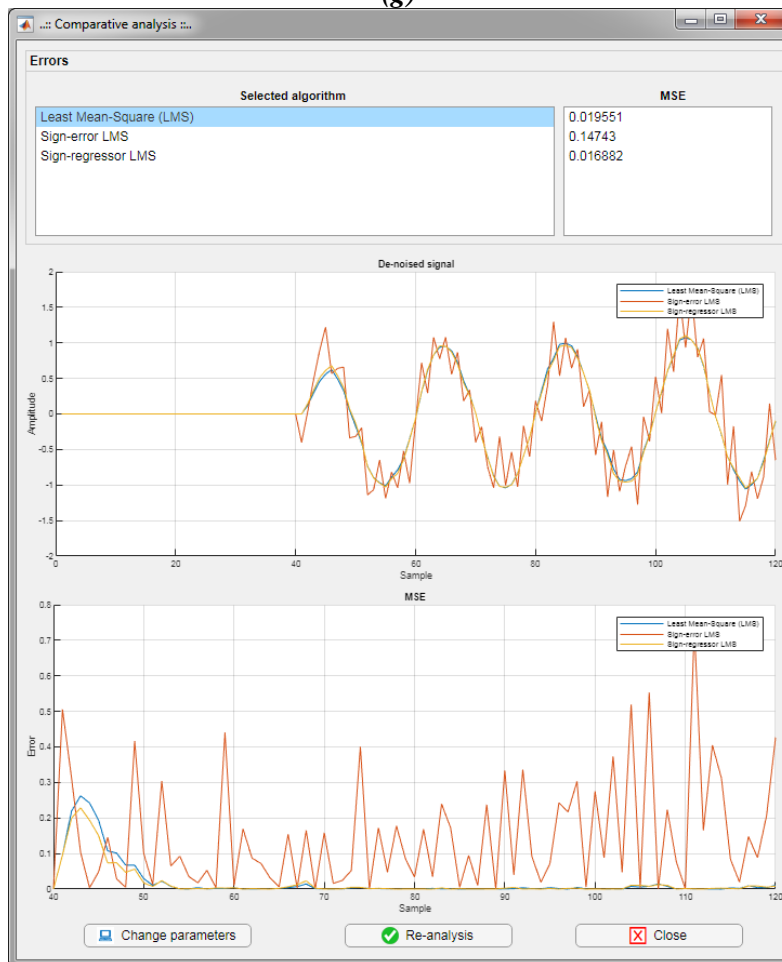 (g)
..:: Comparative analysis ::..
Errors
Selected algorithm MSE
Least Mean-Square (LMS) 0.019551
Sign-error LMS 0.14743
Sign-regressor LMS 0.016882
De-noised signal
2
1.5
1
0.5
0
-0.5
-1
-1.5
-2
Amplitude
Least Mean-Square (LMS)
Sign-error LMS
Sign-regressor LMS
0 20 40 60 80 100 120
Sample
MSE
0.8
0.7
0.6
0.5
0.4
0.3
0.2
0.1
0
Error
Least Mean-Square (LMS)
Sign-error LMS
Sign-regressor LMS
40 50 60 70 80 90 100 110 120
Sample
Change parameters Re-analysis Close